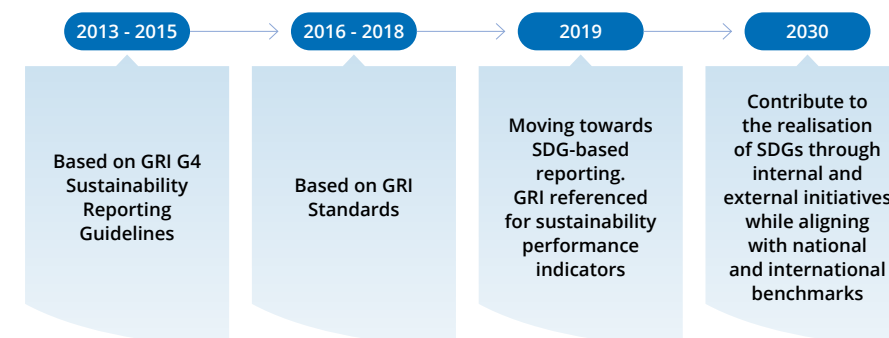 2013 - 2015
2016 - 2018
2019
2030
Based on GRI G4
Sustainability
Reporting
Guidelines
Based on GRI
Standards
Moving towards
SDG-based
reporting.
GRI referenced
for sustainability
performance
indicators
Contribute to
the realisation
of SDGs through
internal and
external initiatives
while aligning
with national
and international
benchmarks